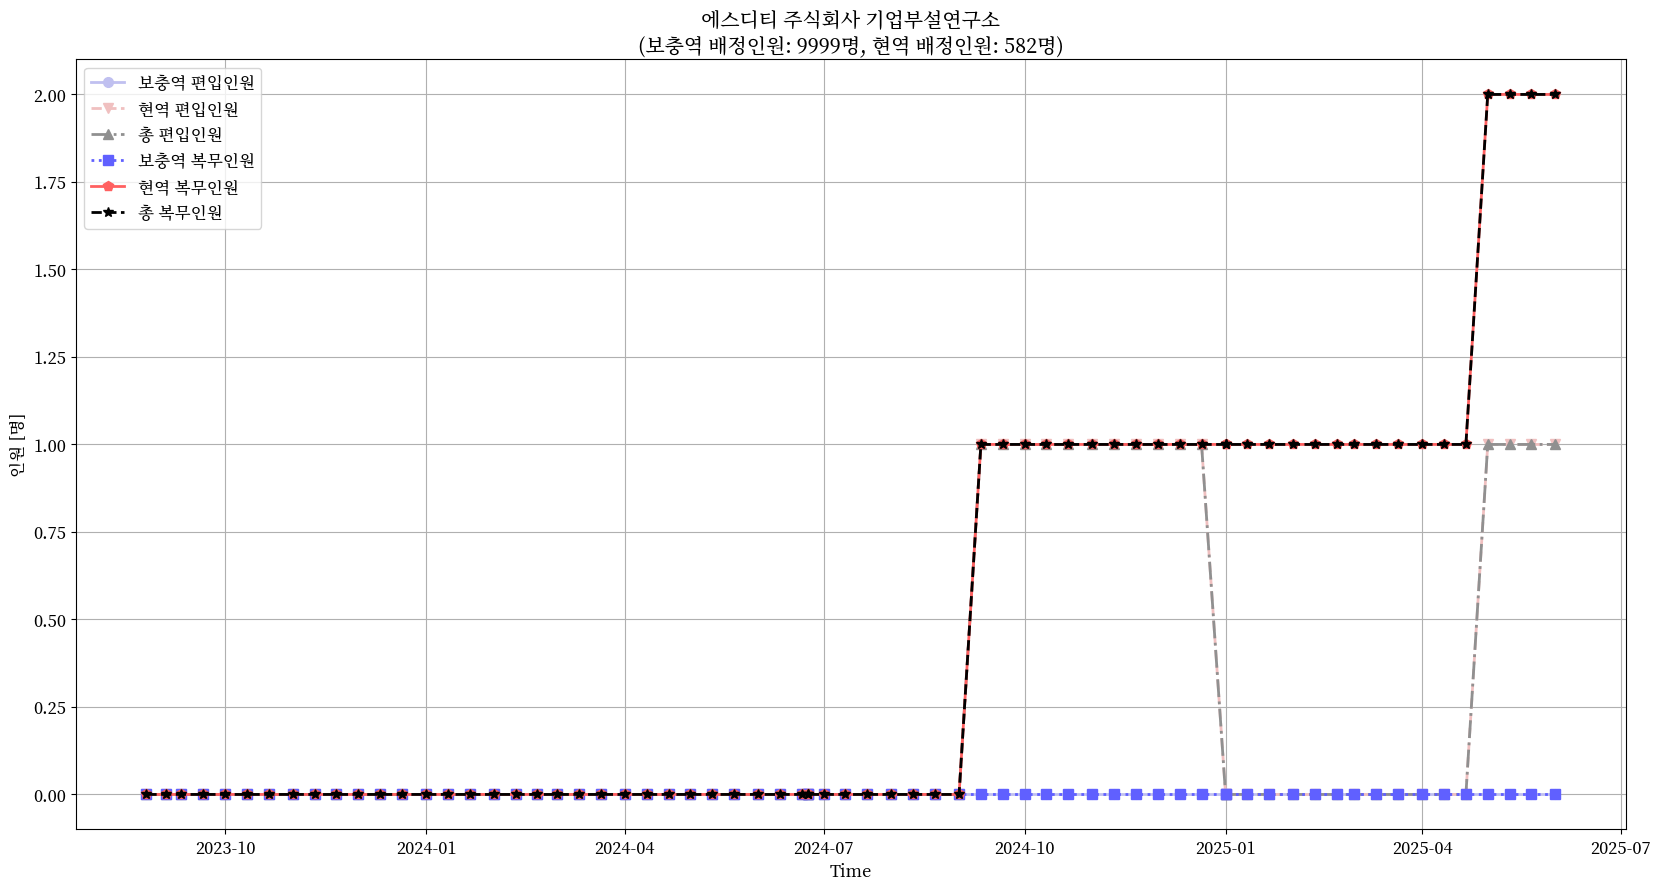 에스디티 주식회사 기업부설연구소
(보충역 배정인원: 9999명, 현역 배정인원: 582명)
보충역 편입인원
현역 편입인원
총 편입인원
보충역 복무인원
현역 복무인원
총 복무인원
2.00
1.75
1.50
1.25
1.00
0.75
0.50
0.25
0.00
인원 [명]
2023-10
2024-01
2024-04
2024-07
2024-10
2025-01
2025-04
2025-07
Time